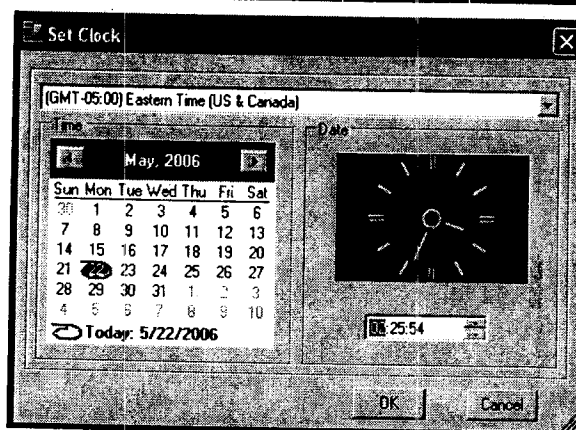 Set Clock
(GMT-05:00) Eastern Time (US & Canada)
Time
May, 2006
Sun Mon Tue Wed Thu Fri Sat
30 1 2 3 4 5 6
7 8 9 10 11 12 13
14 15 16 17 18 19 20
21 22 23 24 25 26 27
28 29 30 31 1 2 3
4 5 6 7 8 9 10
Today: 5/22/2006
Date
:25:54
OK
Cancel